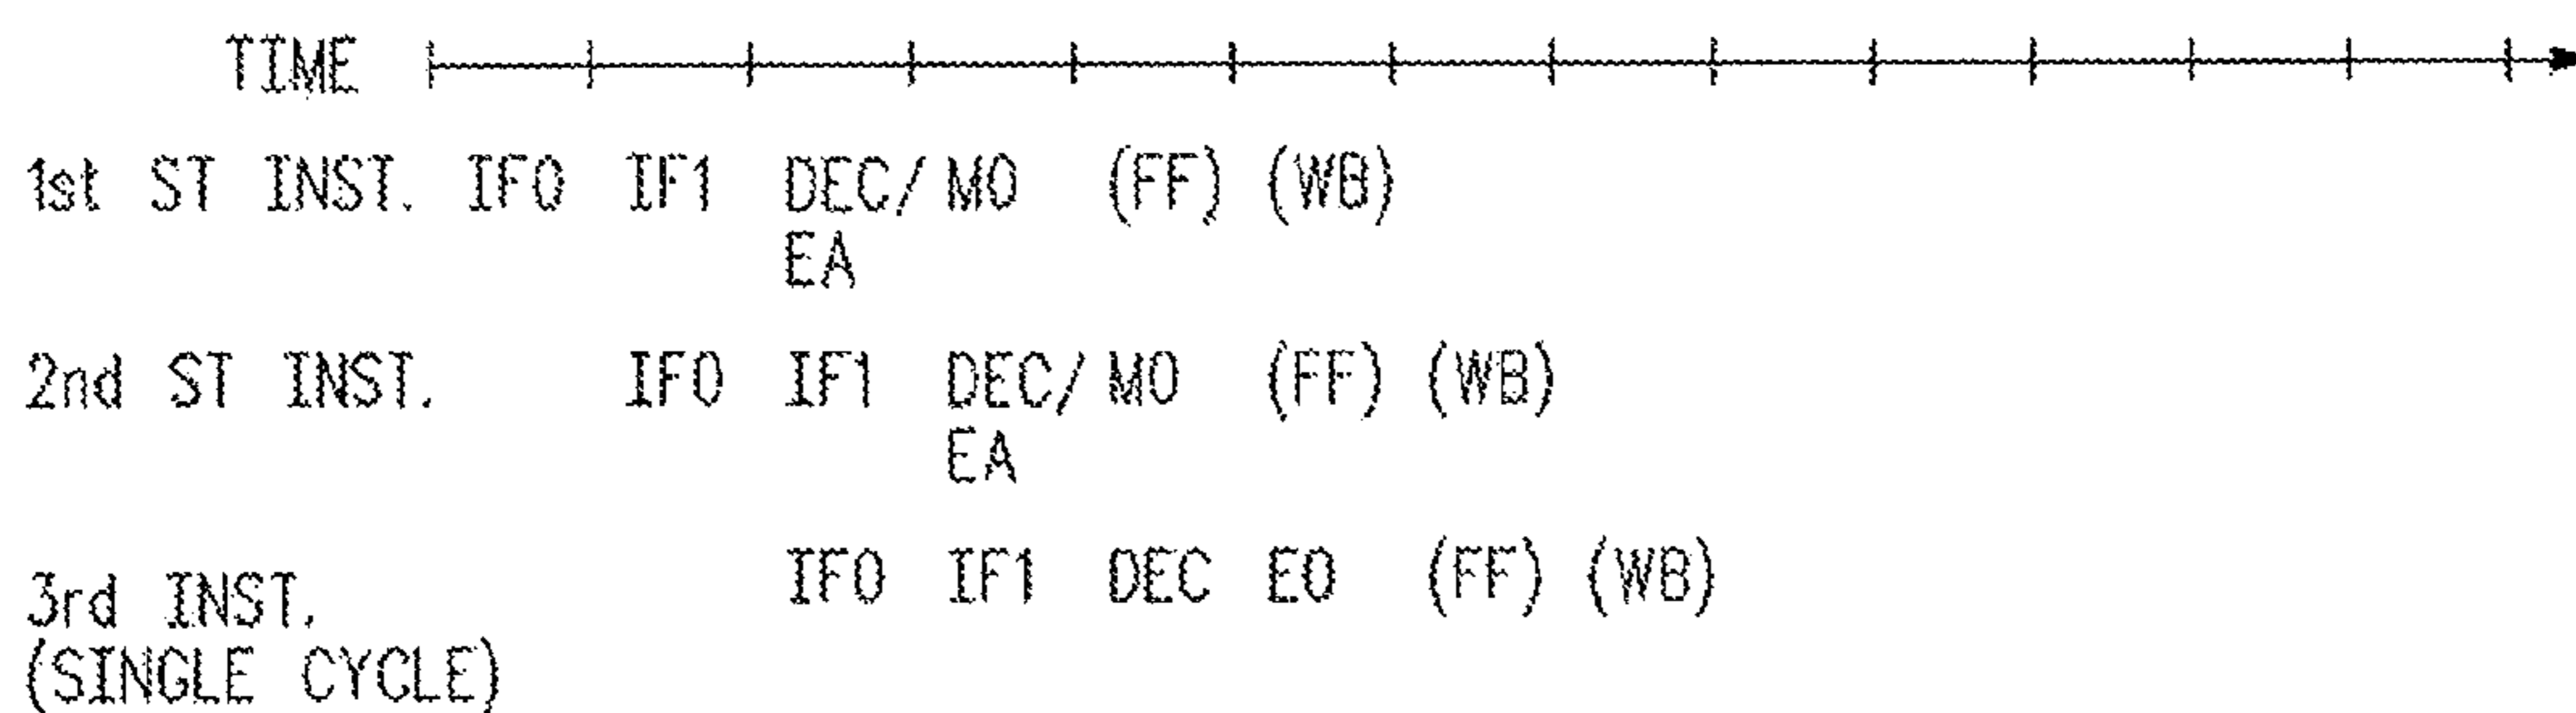 TIME
1st ST INST. IF0 IF1 DEC/ M0 (FF) (WB)
EA
2nd ST INST. IF0 IF1 DEC/ M0 (FF) (WB)
EA
IF0 IF1 DEC E0 (FF) (WB)
3rd INST.
(SINGLE CYCLE)